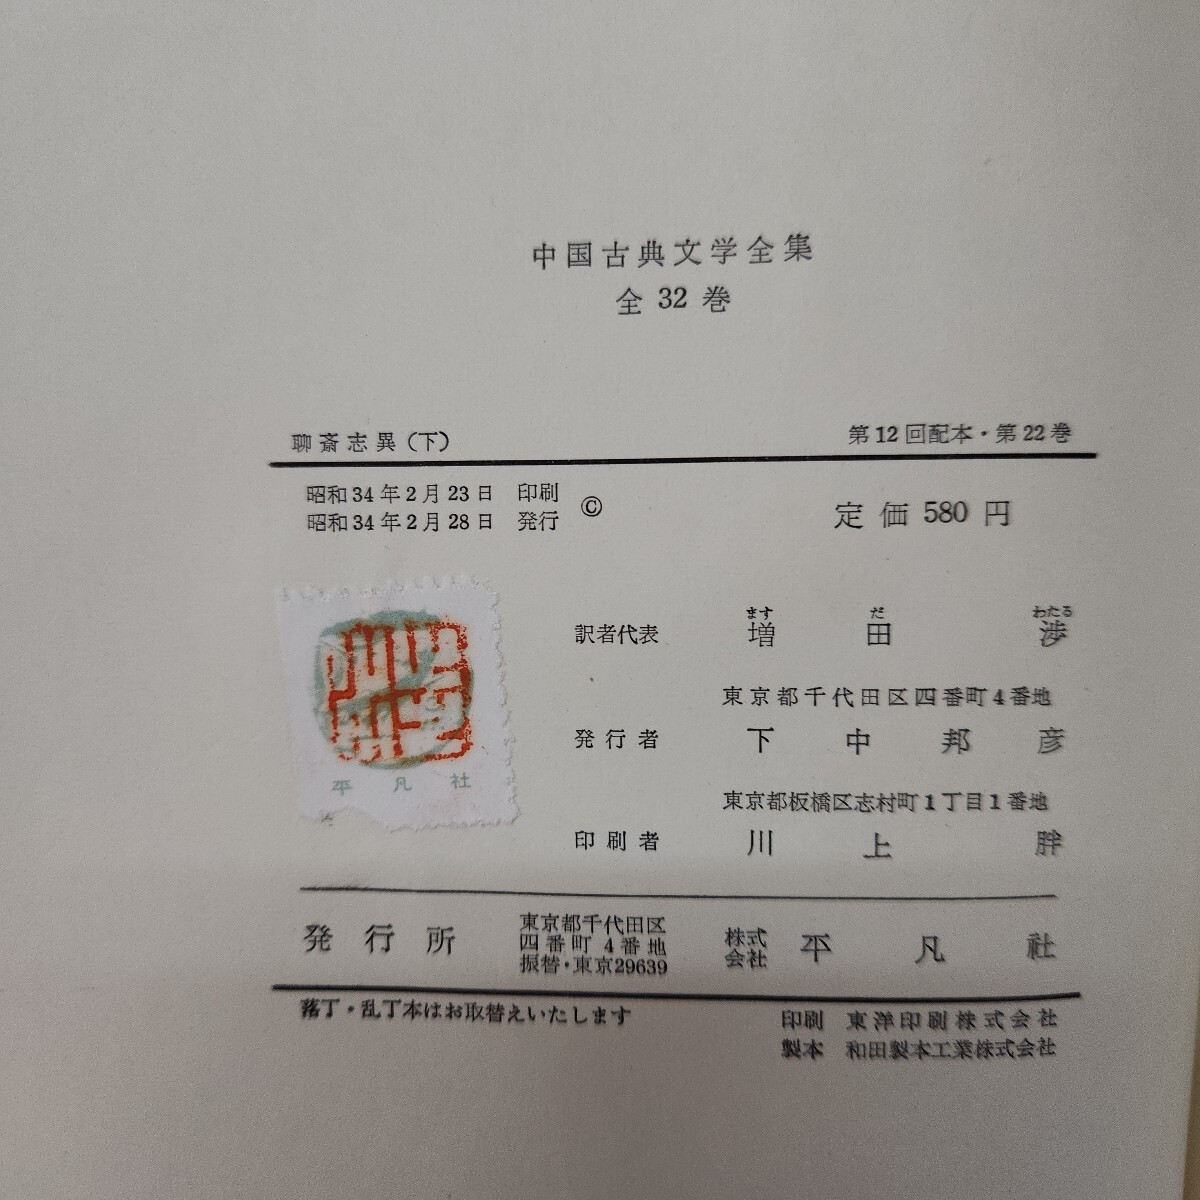 中国古典文学全集
全32巻
聊斎志異(下)
第12回配本・第22巻
昭和34年2月23日 印刷
昭和34年2月28日 発行
©
定価580円
ます だ わたる
訳者代表 増田渉
東京都千代田区四番町4番地
発行者 下中邦彦
東京都板橋区志村町1丁目1番地
印刷者 川上胖
平凡社
発行所
東京都千代田区
四番町4番地
振替・東京29639
株式会社 平凡社
落丁・乱丁本はお取替えいたします
印刷 東洋印刷株式会社
製本 和田製本工業株式会社